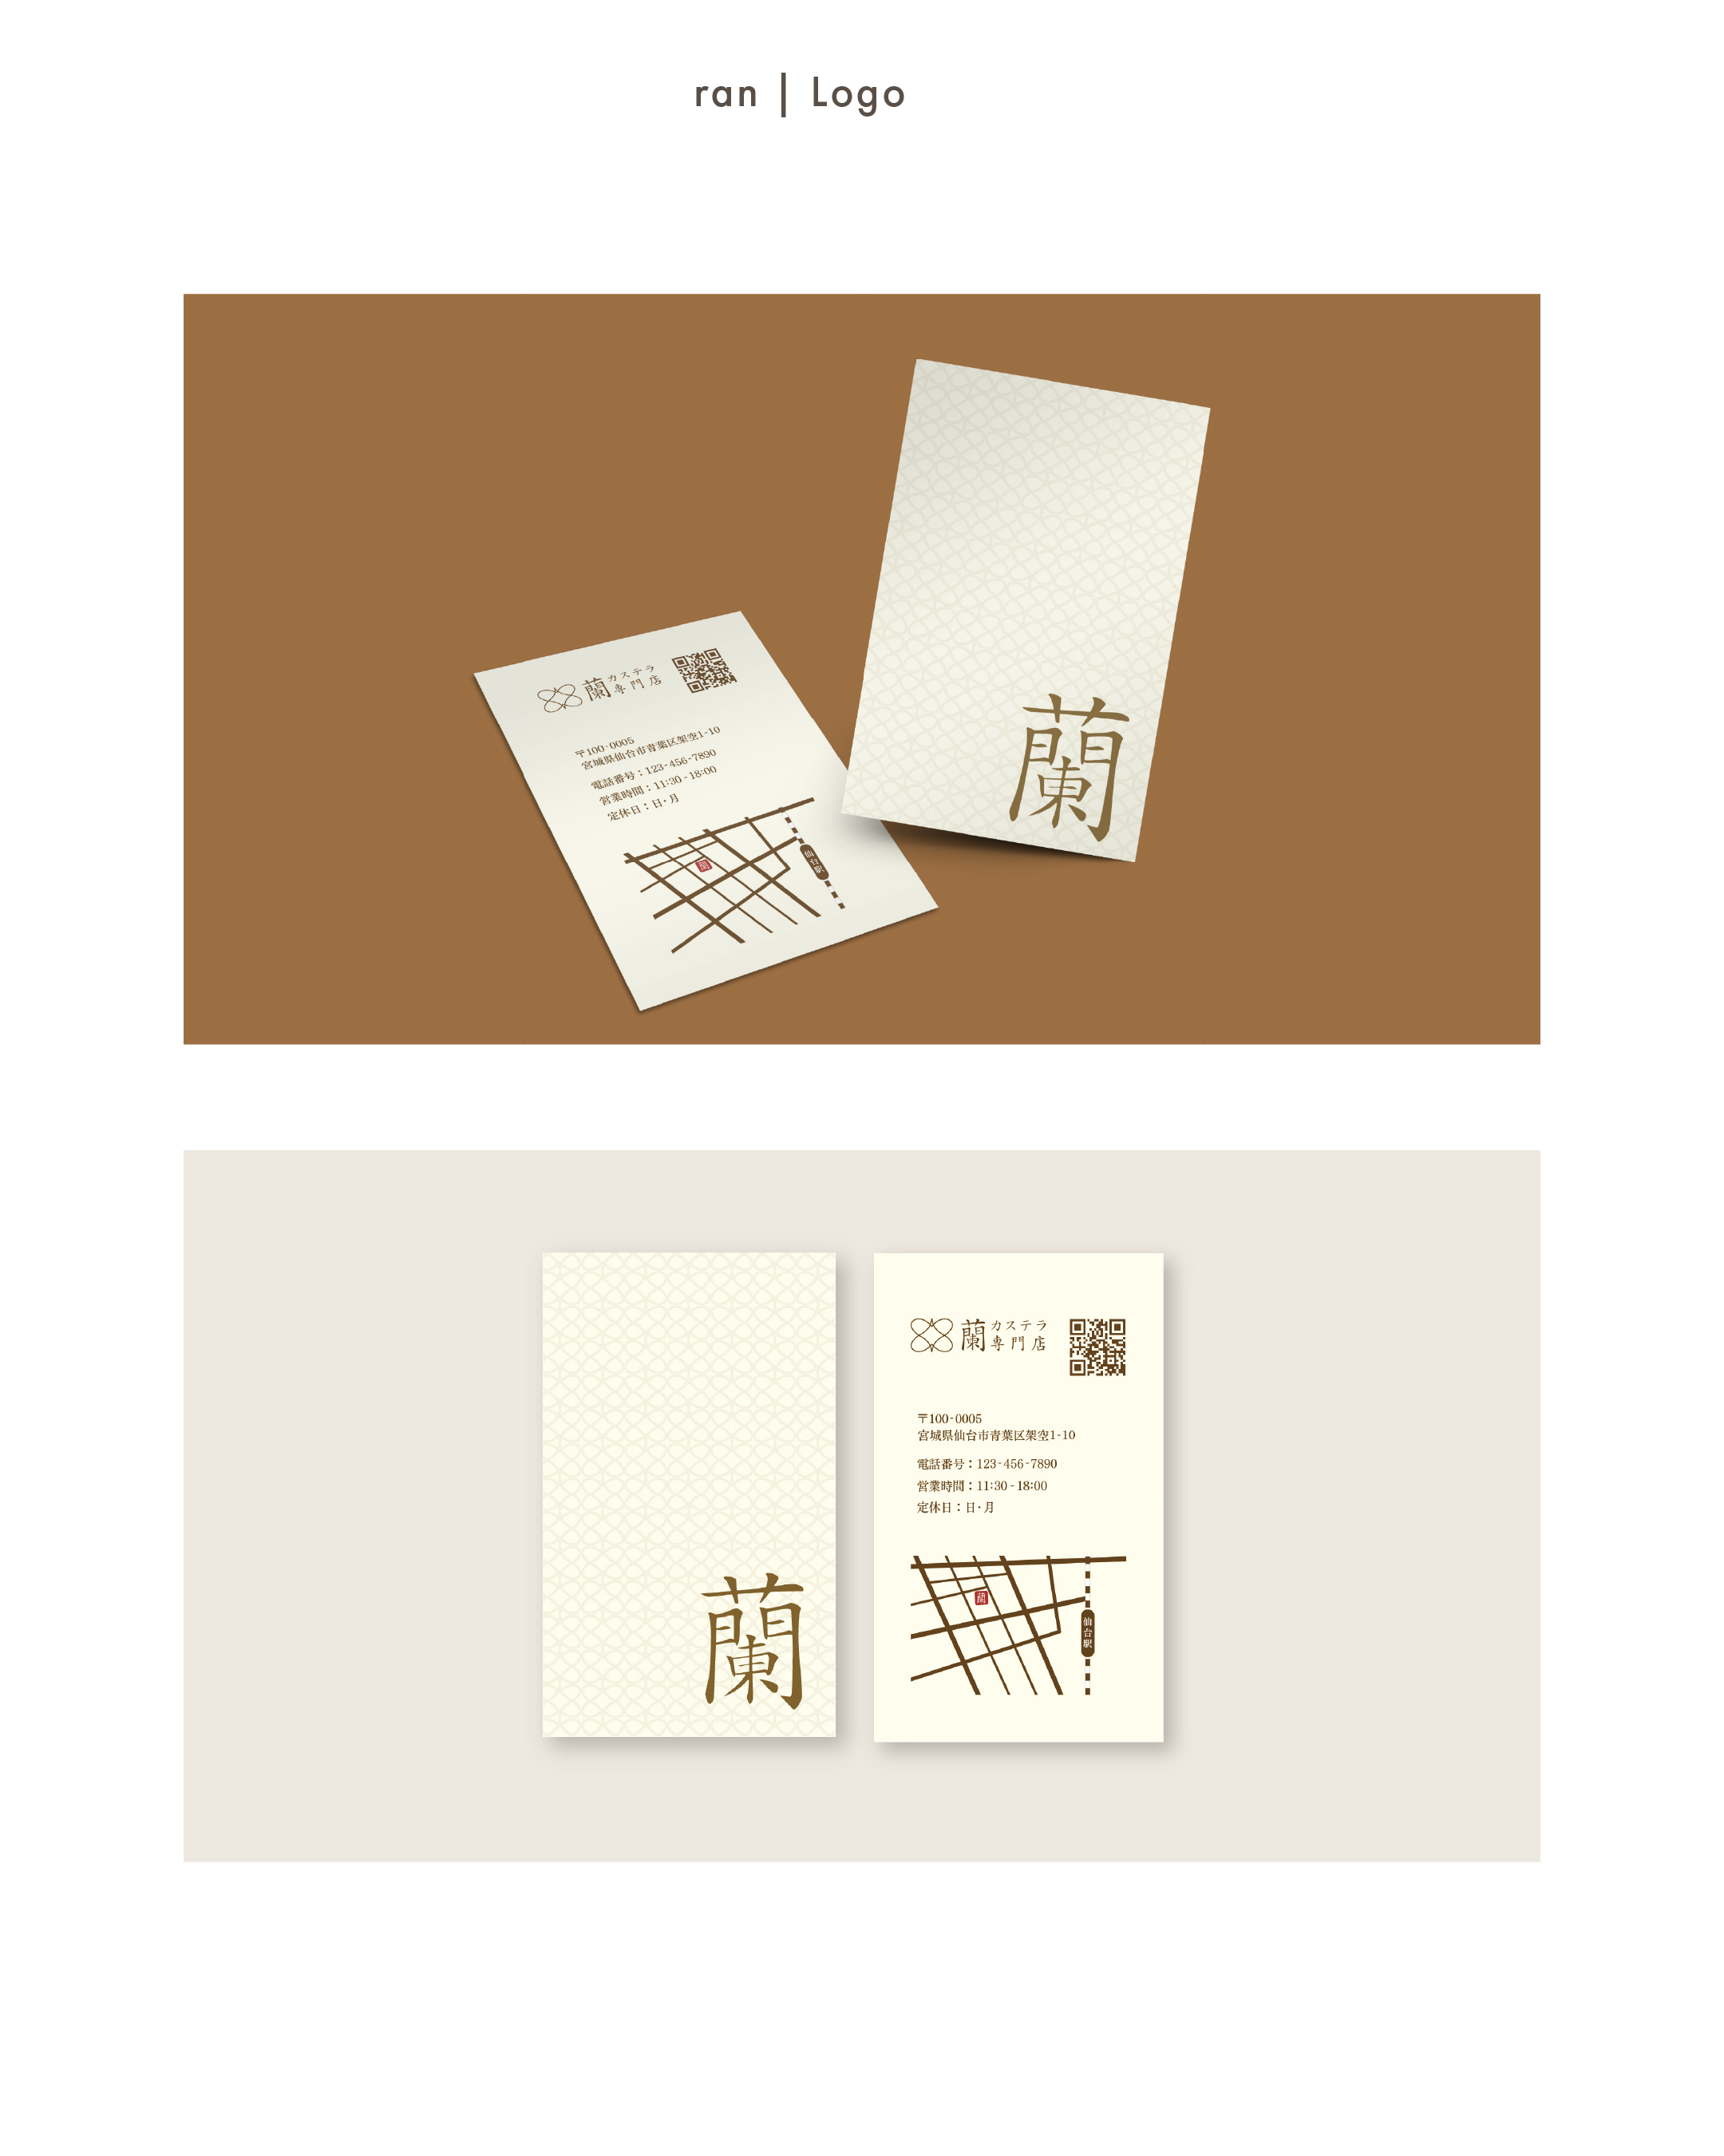 ran | Logo
蘭 カステラ
専門店
〒100-0005
宮城県仙台市青葉区架空1-10
電話番号：123-456-7890
営業時間：11:30-18:00
定休日：日・月
蘭
仙台駅
蘭
蘭
蘭 カステラ
専門店
〒100-0005
宮城県仙台市青葉区架空1-10
電話番号：123-456-7890
営業時間：11:30-18:00
定休日：日・月
蘭
仙台駅